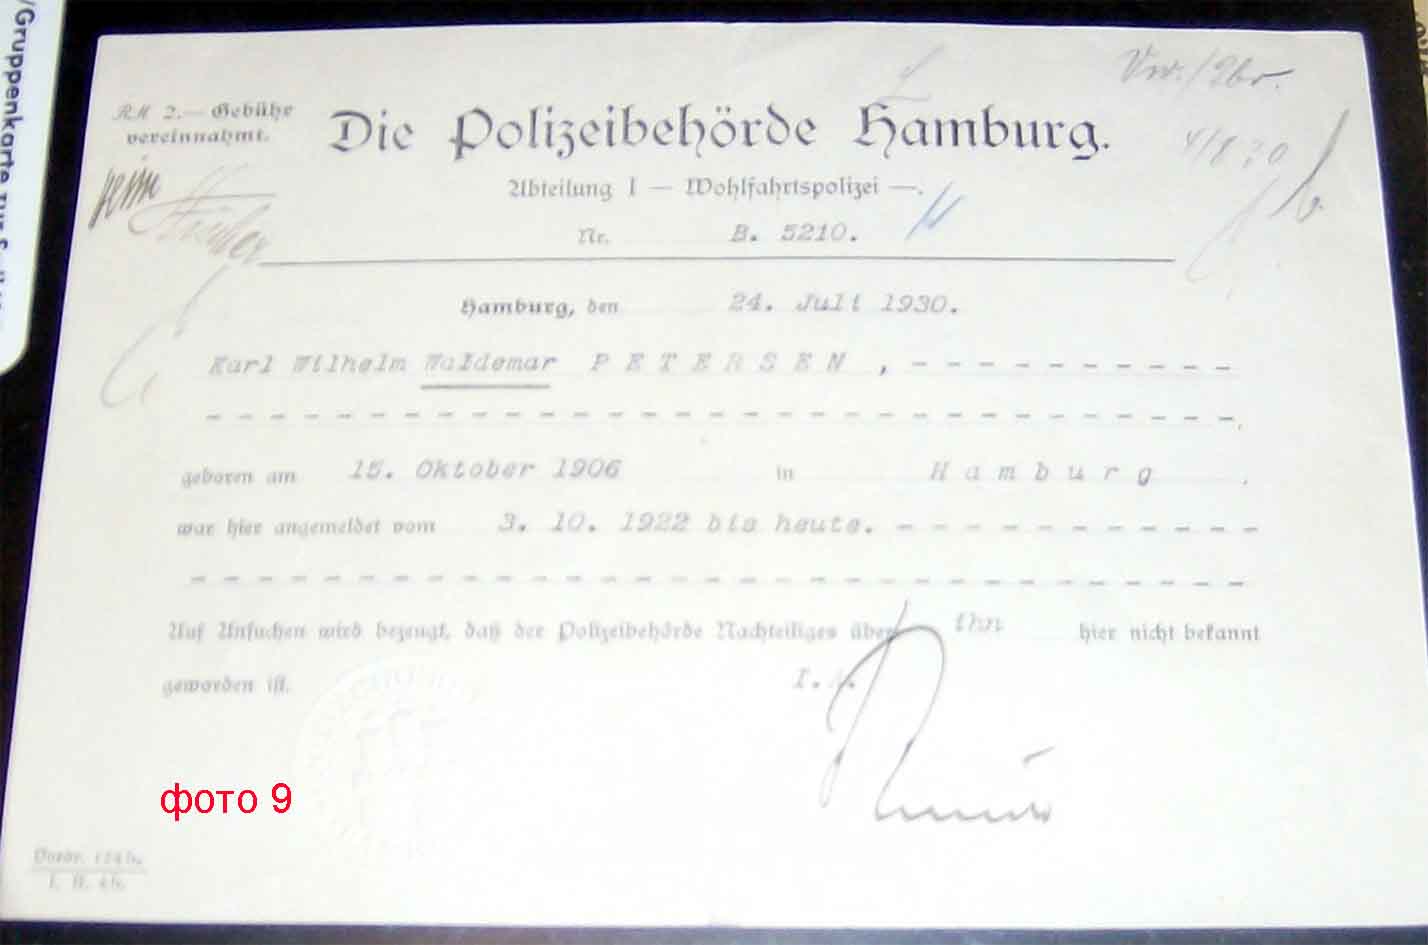 /Gruppenkarte
RM 2.— Gebühr
vereinnahmt.
Die Polizeibehörde Hamburg.
Abteilung I — Wohlfahrtspolizei —.
Nr. B. 5210.
Hamburg, den 24. Juli 1930.
Karl Wilhelm Waldemar PETERSEN , - - - - - - - - - - -
geboren am 15. Oktober 1906 in Hamburg .
war hier angemeldet vom 3. 10. 1922 bis heute. - - - - - - - - - - - -
Auf Ansuchen wird bezeugt, daß der Polizeibehörde Nachteiliges über ihn hier nicht bekannt
geworden ist.
I.
фото 9